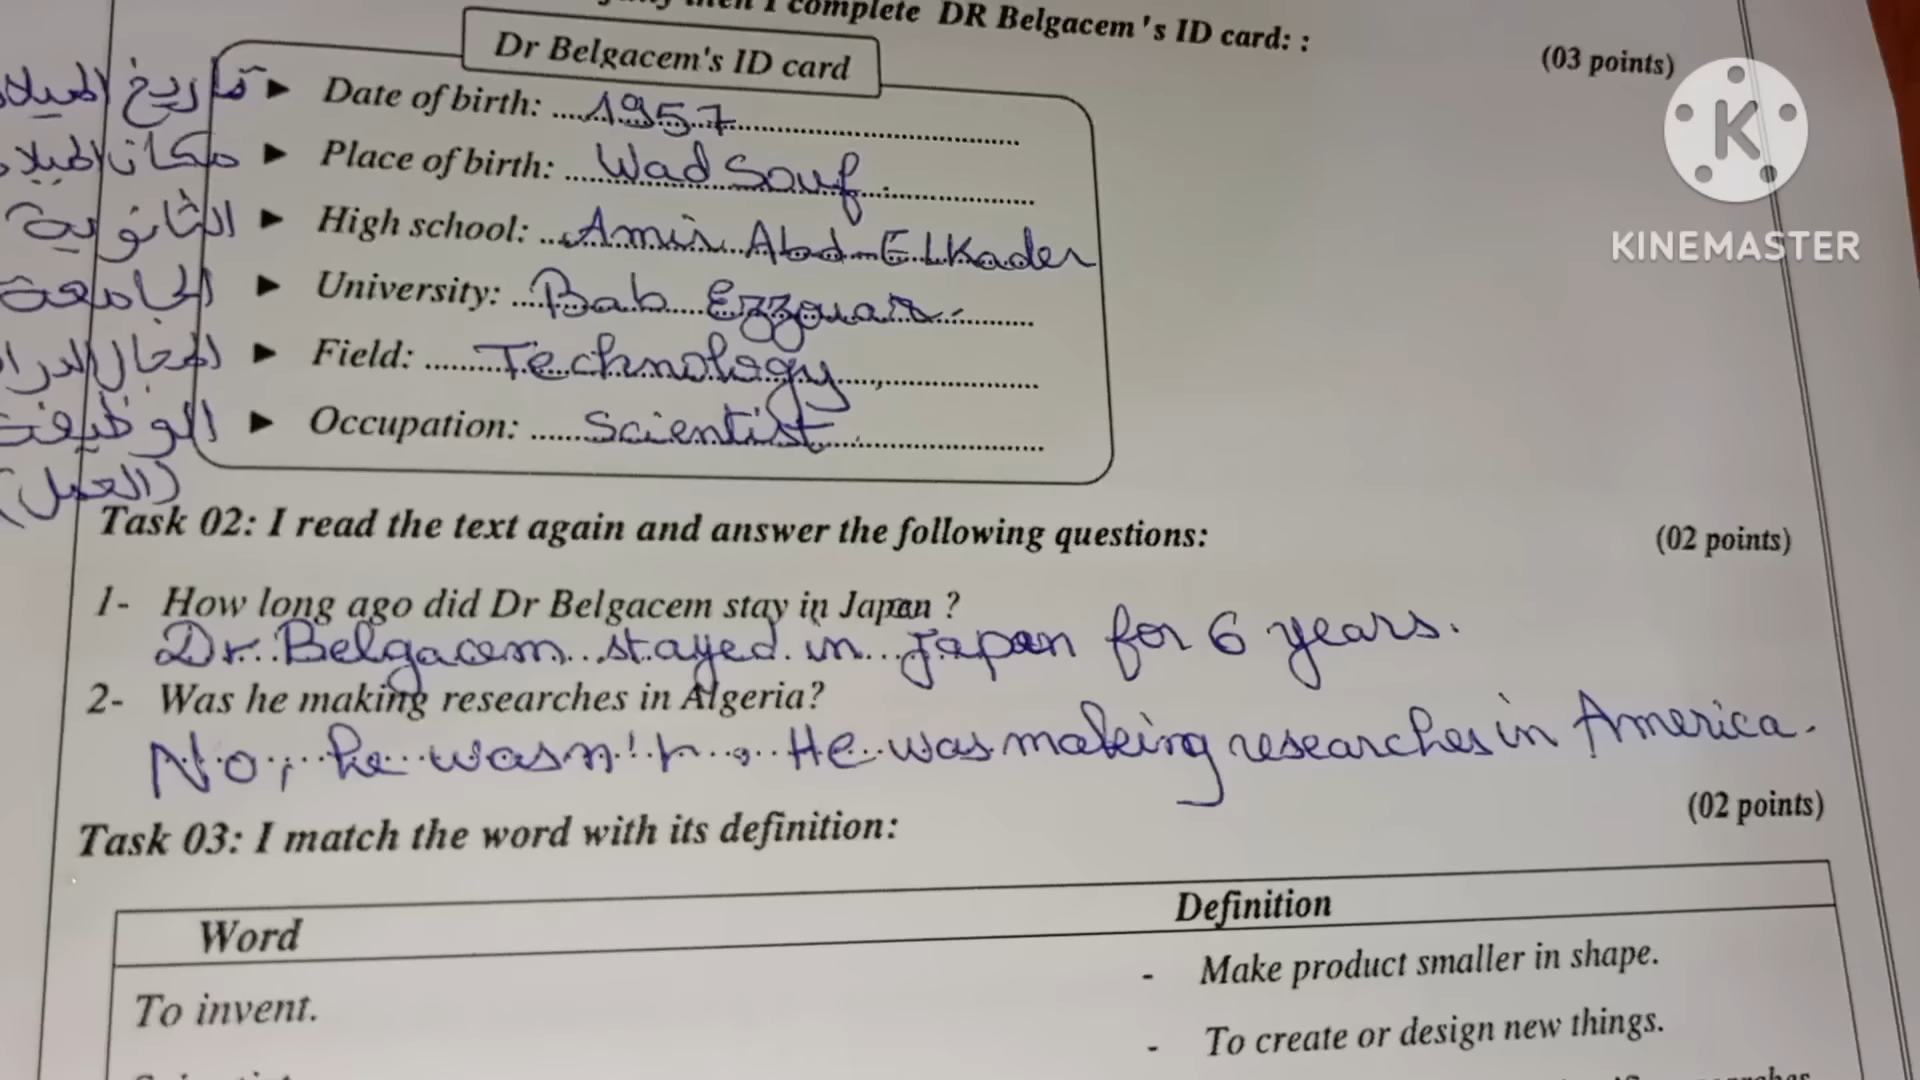 then I complete DR Belgacem's ID card: :
(03 points)
Dr Belgacem's ID card
تاريخ الميلا ► Date of birth: ....1957....
مكان الميلا ► Place of birth: ....Wad Souf....
الثانوية ► High school: ....Amir Abd-ELKader
الجامعة ► University: ....Bab Ezzouar....
المجال الدرا ► Field: ....Technology....
الوظيفة ► Occupation: ....Scientist....
(العمل)
Task 02: I read the text again and answer the following questions: (02 points)
1- How long ago did Dr Belgacem stay in Japan ?
Dr. Belgacem stayed in Japan for 6 years.
2- Was he making researches in Algeria?
No, he wasn't. He was making researches in America.
Task 03: I match the word with its definition: (02 points)
Word Definition
To invent. - Make product smaller in shape.
- To create or design new things.
KINEMASTER